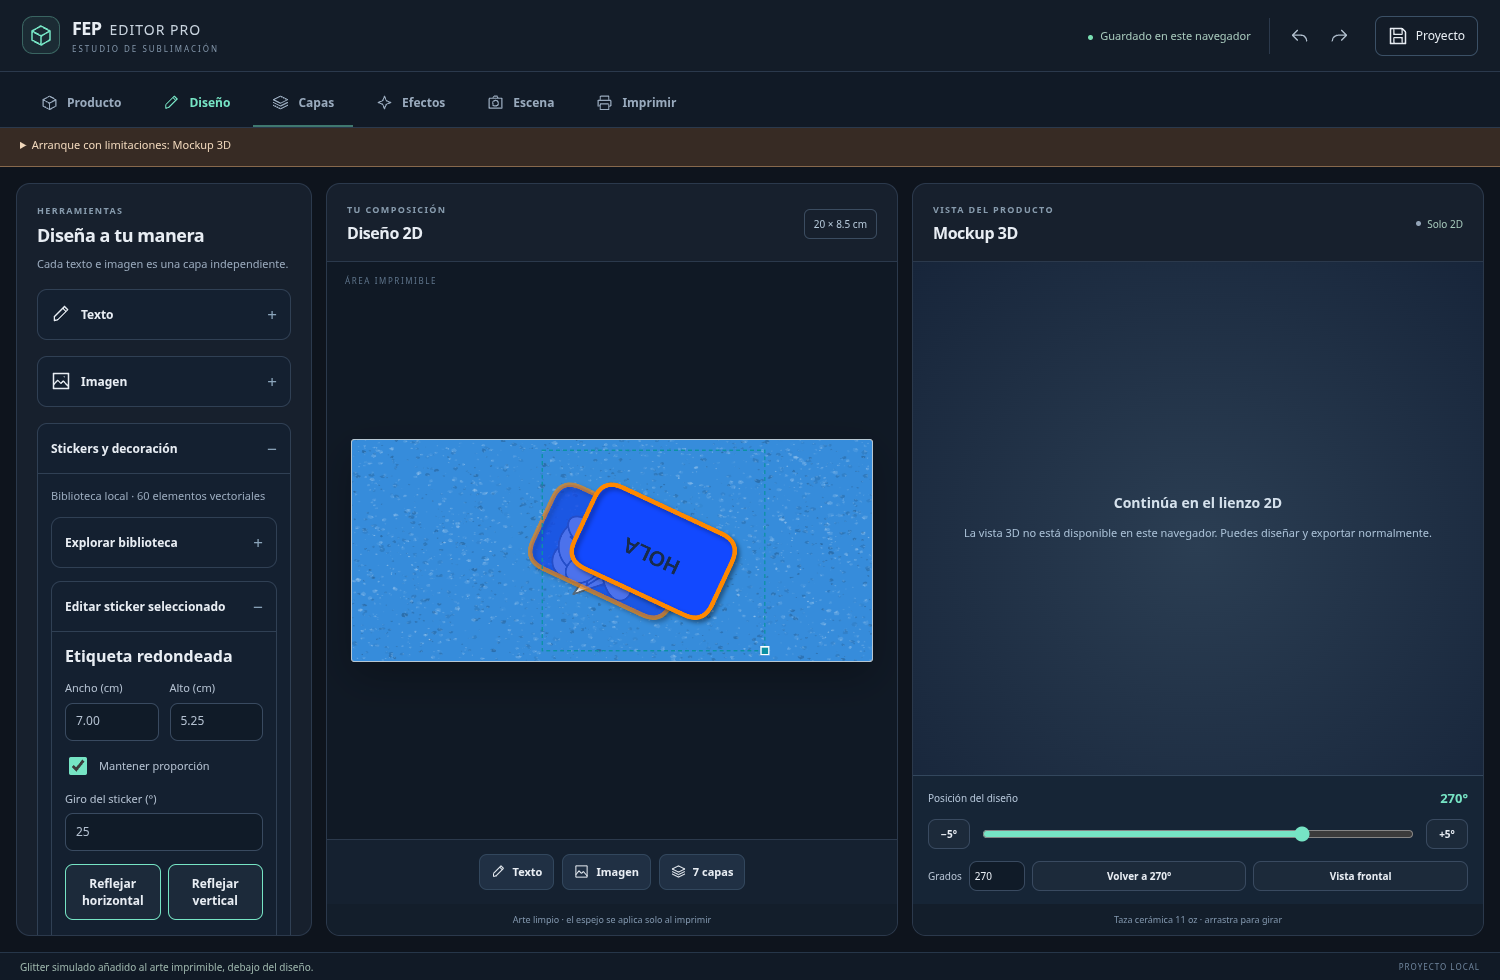 FEP EDITOR PRO
ESTUDIO DE SUBLIMACIÓN
Guardado en este navegador
Proyecto
Producto
Diseño
Capas
Efectos
Escena
Imprimir
▶ Arranque con limitaciones: Mockup 3D
HERRAMIENTAS
Diseña a tu manera
Cada texto e imagen es una capa independiente.
Texto +
Imagen +
Stickers y decoración −
Biblioteca local · 60 elementos vectoriales
Explorar biblioteca +
Editar sticker seleccionado −
Etiqueta redondeada
Ancho (cm) Alto (cm)
7.00 5.25
Mantener proporción
Giro del sticker (°)
25
Reflejar horizontal
Reflejar vertical
TU COMPOSICIÓN
Diseño 2D
20 × 8.5 cm
ÁREA IMPRIMIBLE
HOLA
Texto
Imagen
7 capas
Arte limpio · el espejo se aplica solo al imprimir
VISTA DEL PRODUCTO
Mockup 3D
Solo 2D
Continúa en el lienzo 2D
La vista 3D no está disponible en este navegador. Puedes diseñar y exportar normalmente.
Posición del diseño 270°
−5° +5°
Grados 270 Volver a 270° Vista frontal
Taza cerámica 11 oz · arrastra para girar
Glitter simulado añadido al arte imprimible, debajo del diseño.
PROYECTO LOCAL